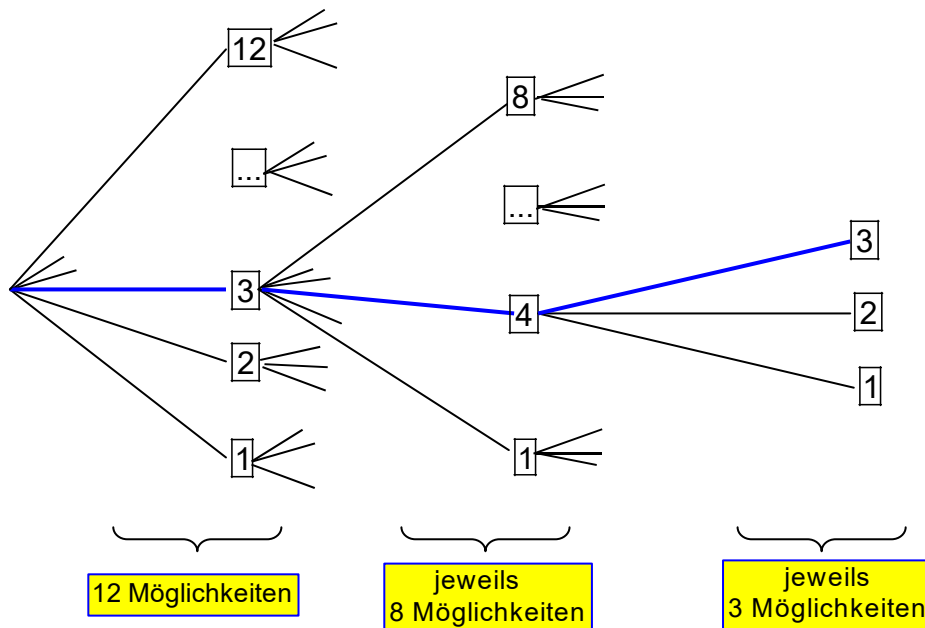 12
8
...
...
3
3
4
2
2
1
1
1
12 Möglichkeiten
jeweils
8 Möglichkeiten
jeweils
3 Möglichkeiten